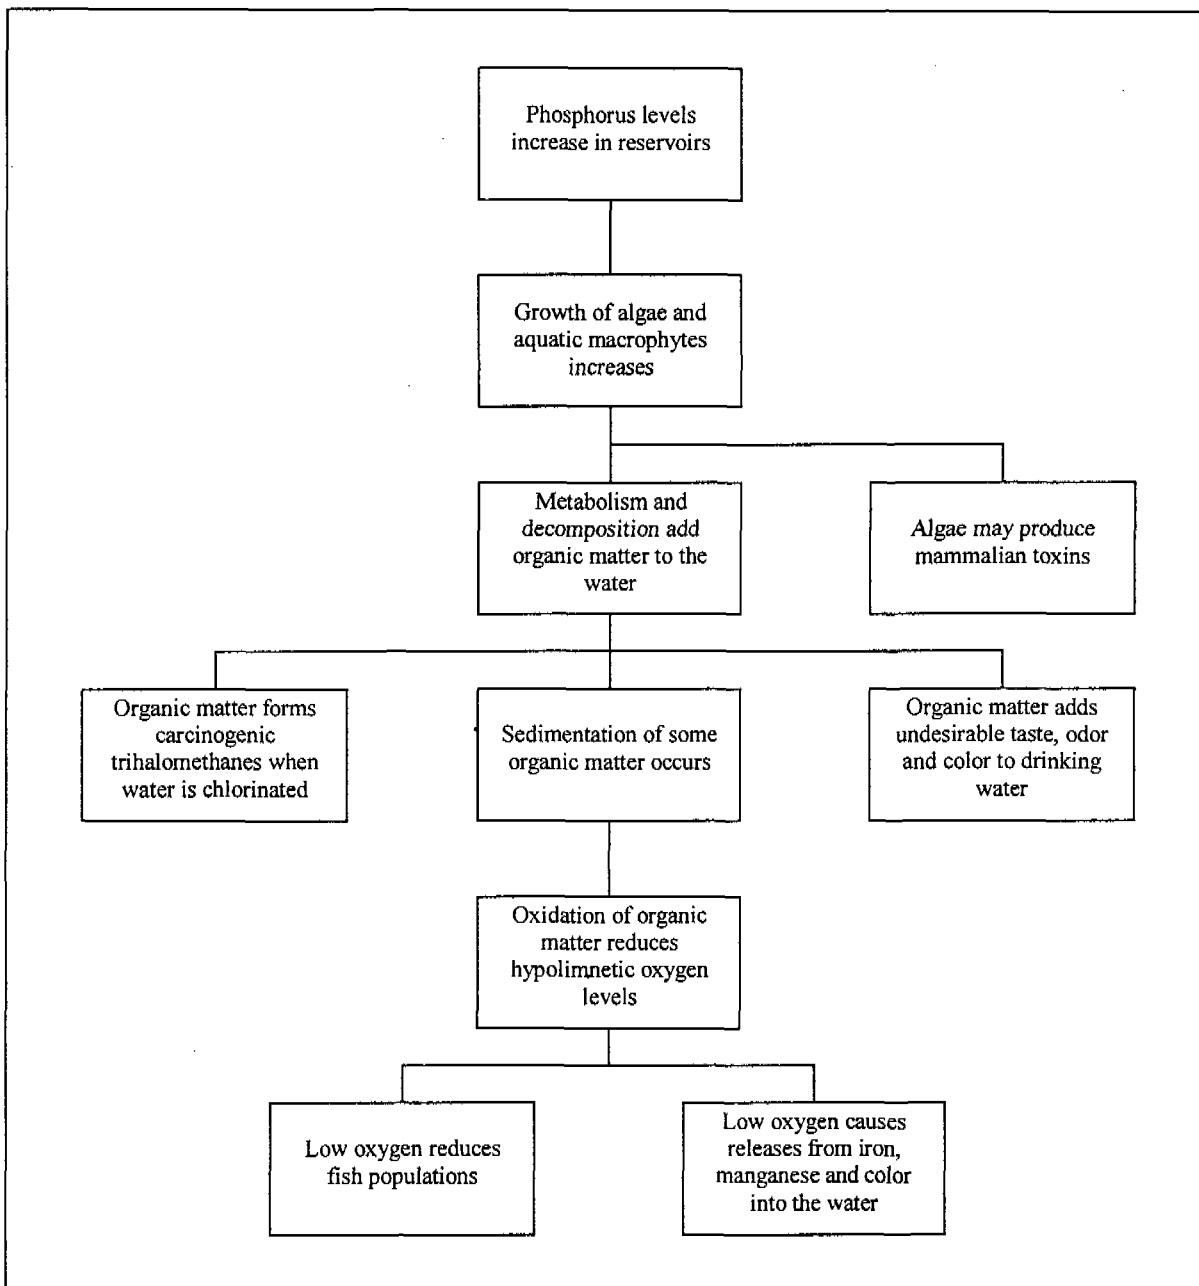 Phosphorus levels
increase in reservoirs
Growth of algae and
aquatic macrophytes
increases
Metabolism and
decomposition add
organic matter to the
water
Algae may produce
mammalian toxins
Organic matter forms
carcinogenic
trihalomethanes when
water is chlorinated
Sedimentation of some
organic matter occurs
Organic matter adds
undesirable taste, odor
and color to drinking
water
Oxidation of organic
matter reduces
hypolimnetic oxygen
levels
Low oxygen reduces
fish populations
Low oxygen causes
releases from iron,
manganese and color
into the water